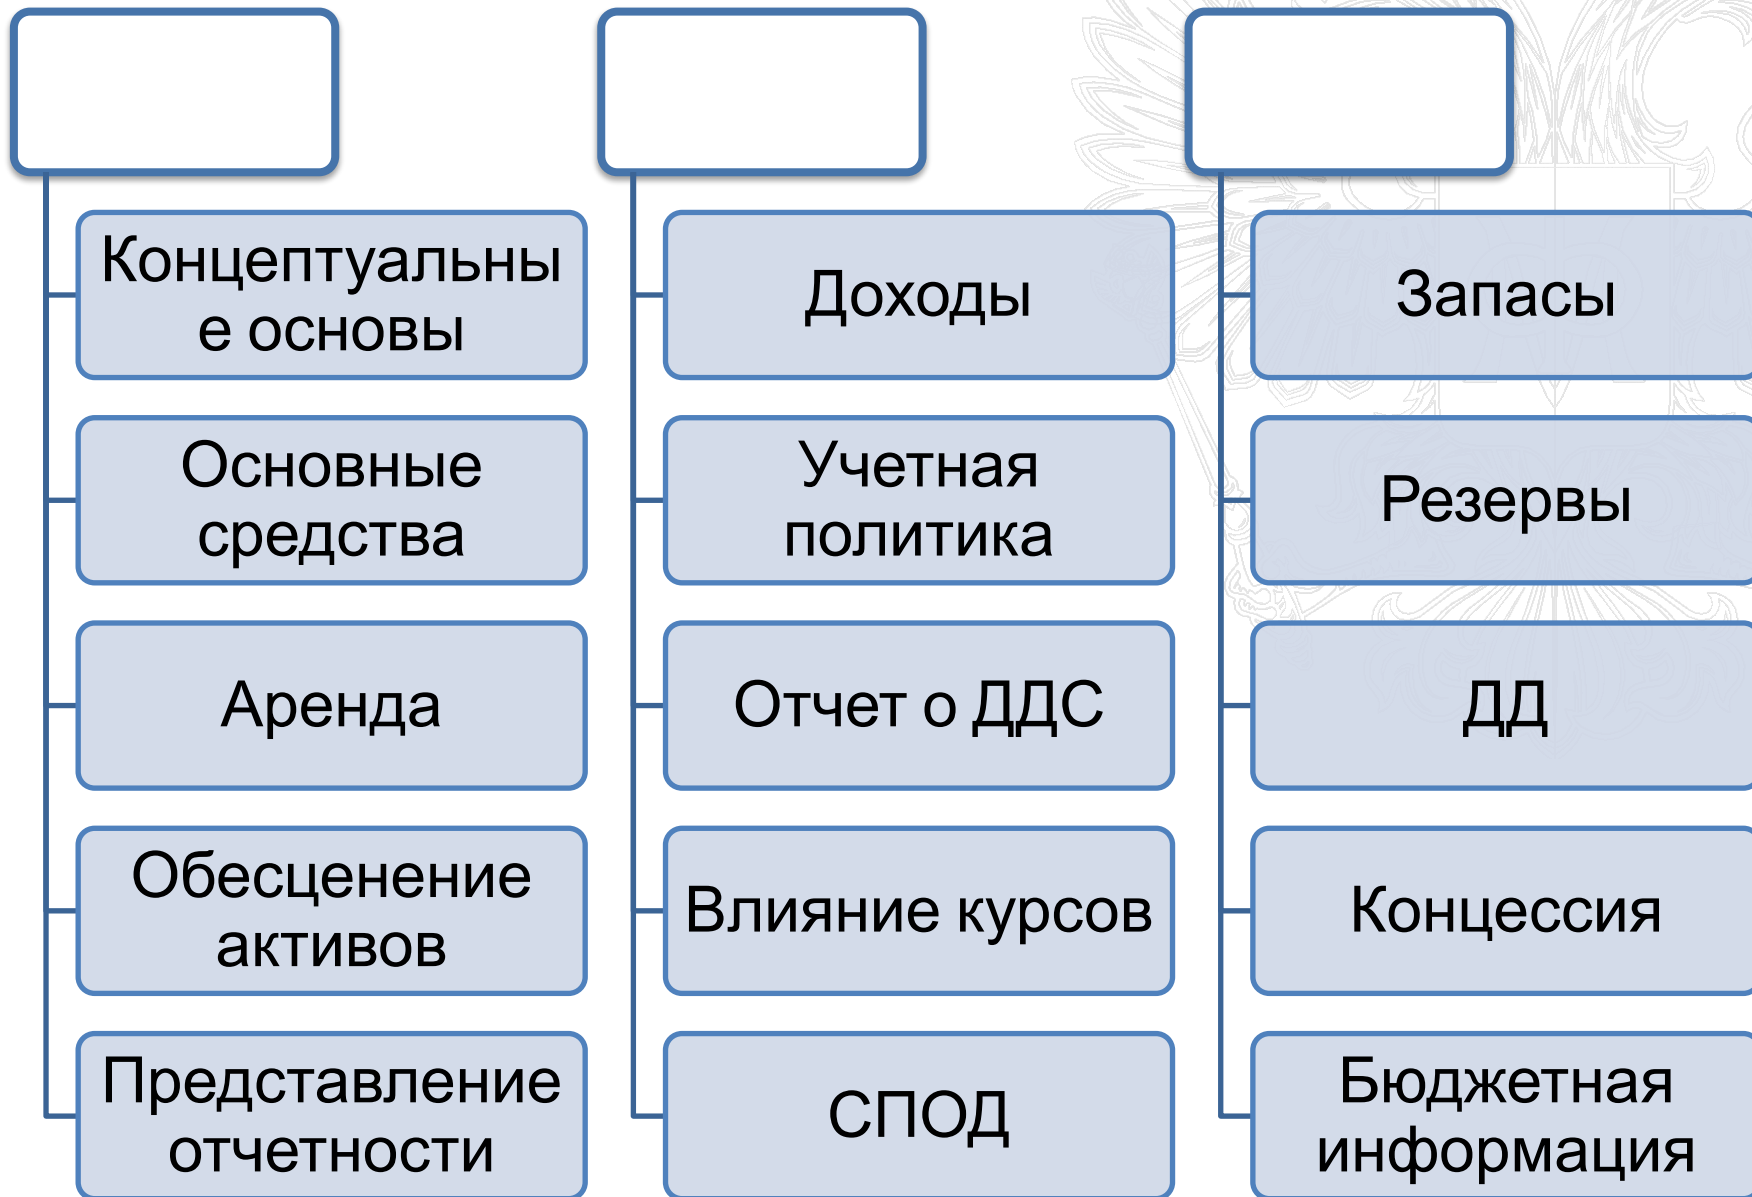 Концептуальны
е основы
Основные
средства
Аренда
Обесценение
активов
Представление
отчетности
Доходы
Учетная
политика
Отчет о ДДС
Влияние курсов
СПОД
Запасы
Резервы
ДД
Концессия
Бюджетная
информация